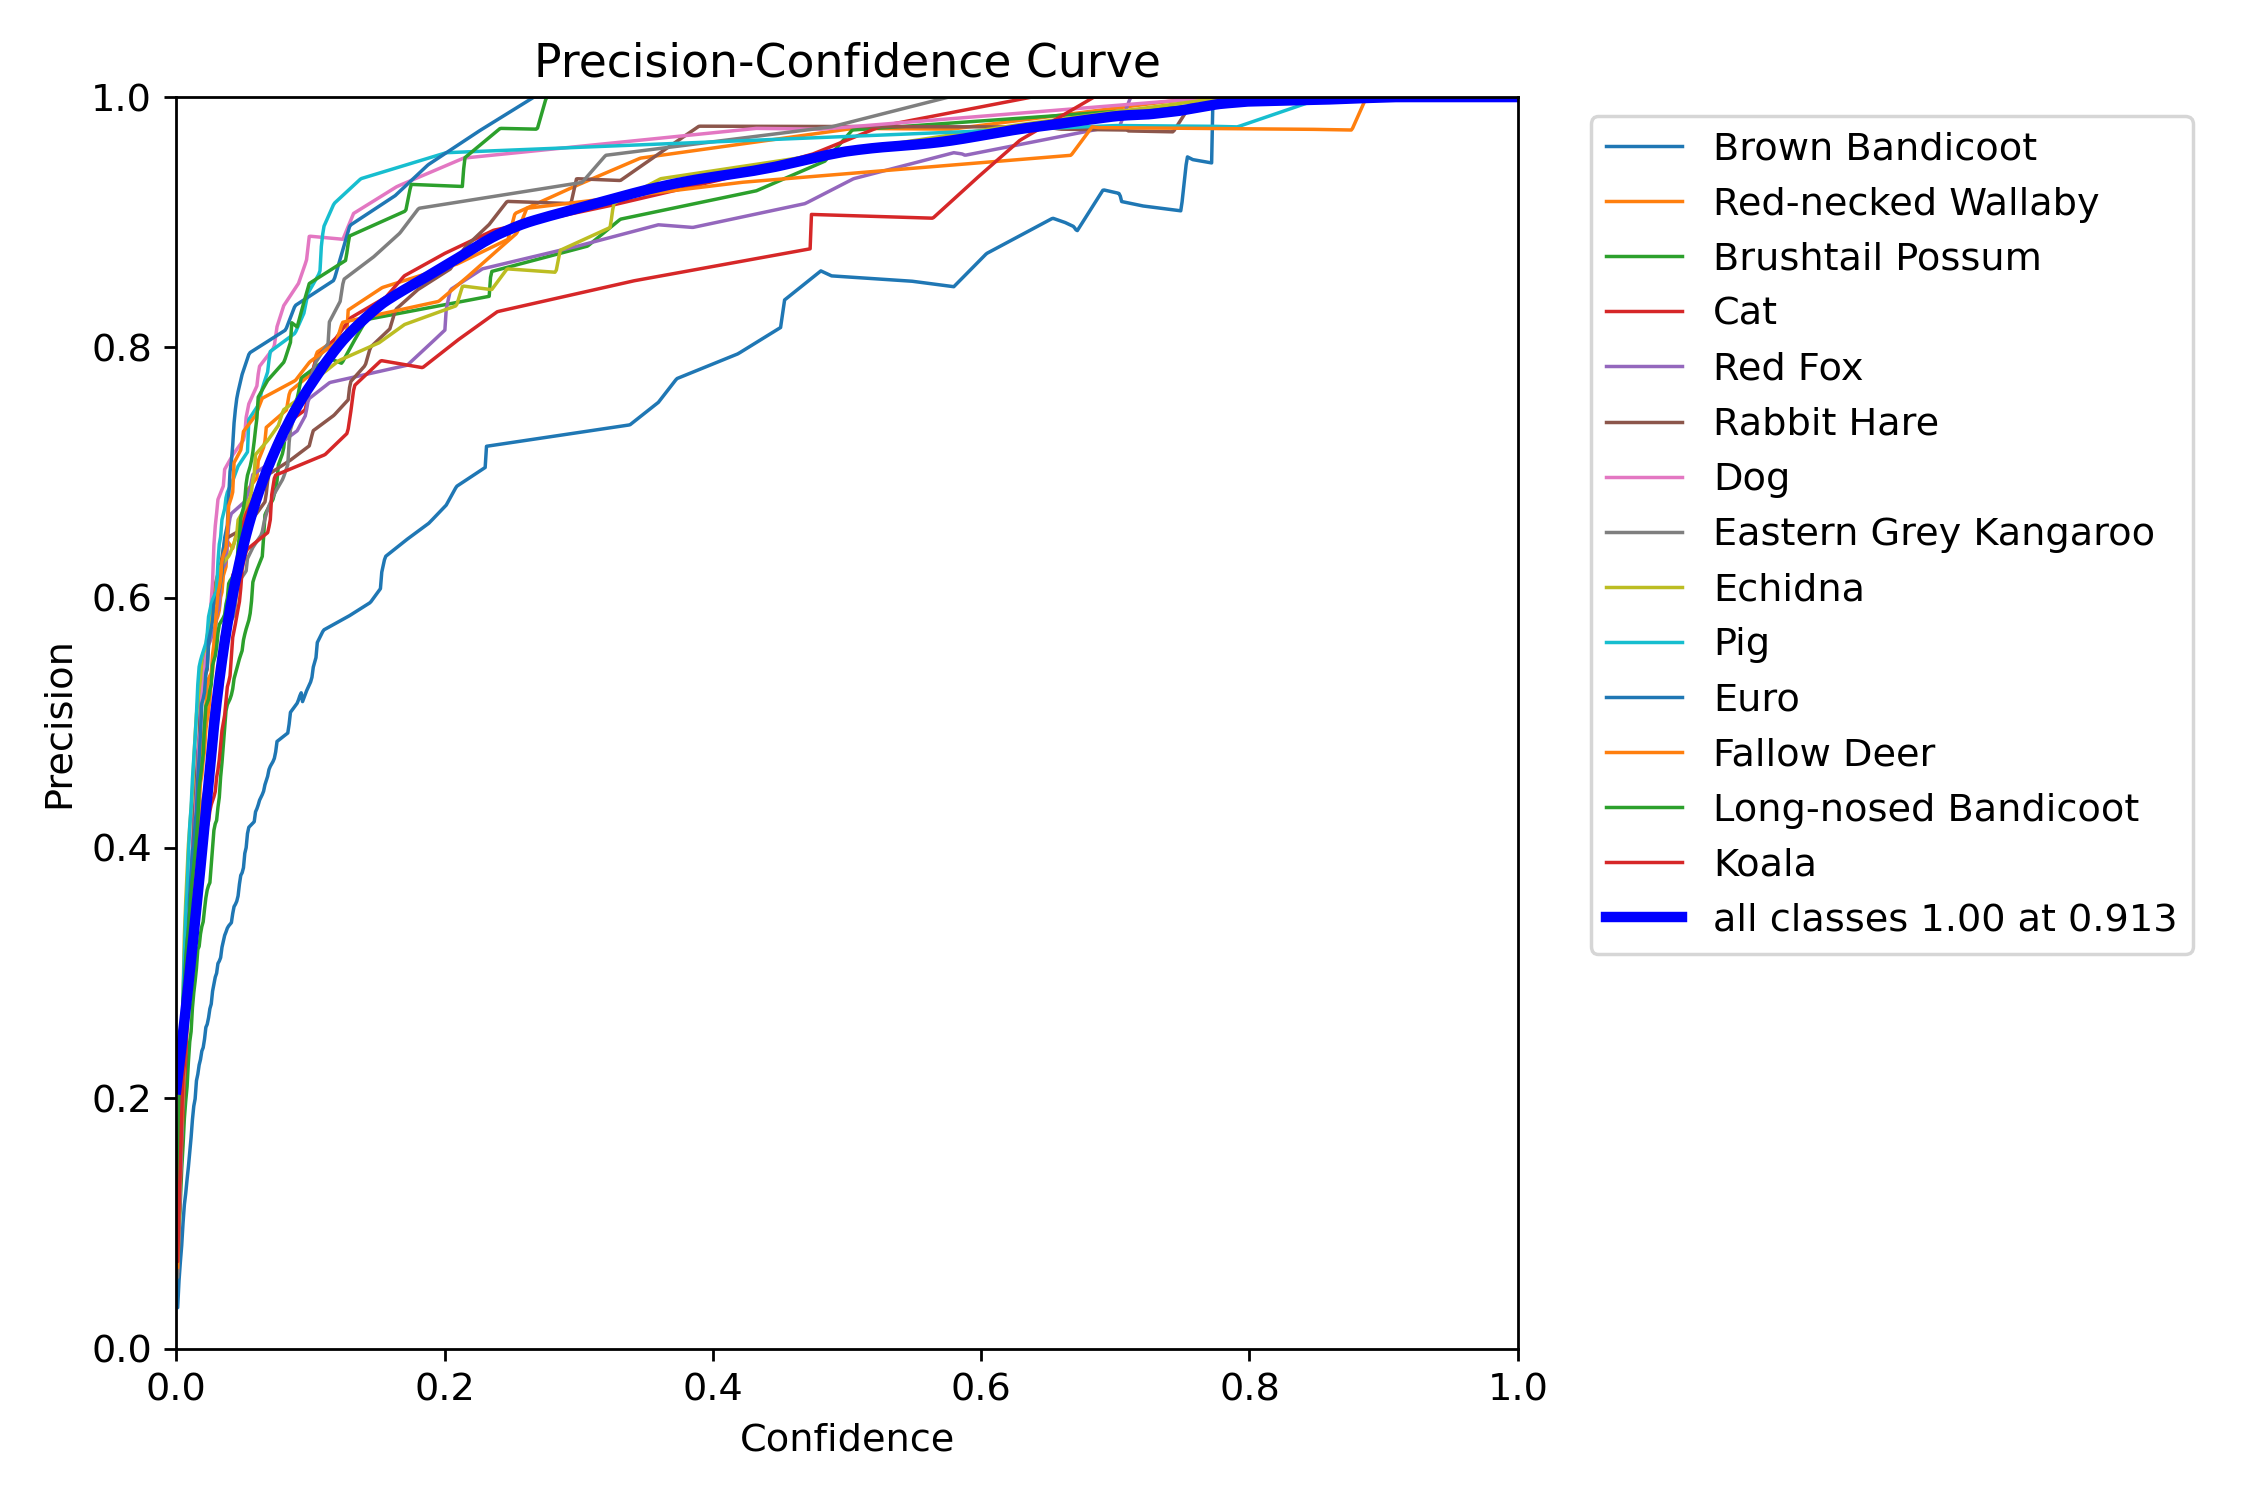 Precision-Confidence Curve
1.0
0.8
0.6
0.4
0.2
0.0
Precision
0.0 0.2 0.4 0.6 0.8 1.0
Confidence
Brown Bandicoot
Red-necked Wallaby
Brushtail Possum
Cat
Red Fox
Rabbit Hare
Dog
Eastern Grey Kangaroo
Echidna
Pig
Euro
Fallow Deer
Long-nosed Bandicoot
Koala
all classes 1.00 at 0.913